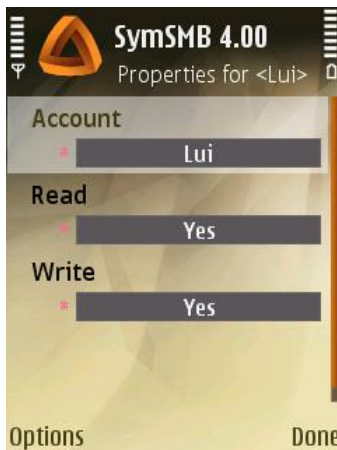 SymSMB 4.00
Properties for <Lui>
Account
* Lui
Read
* Yes
Write
* Yes
Options Done